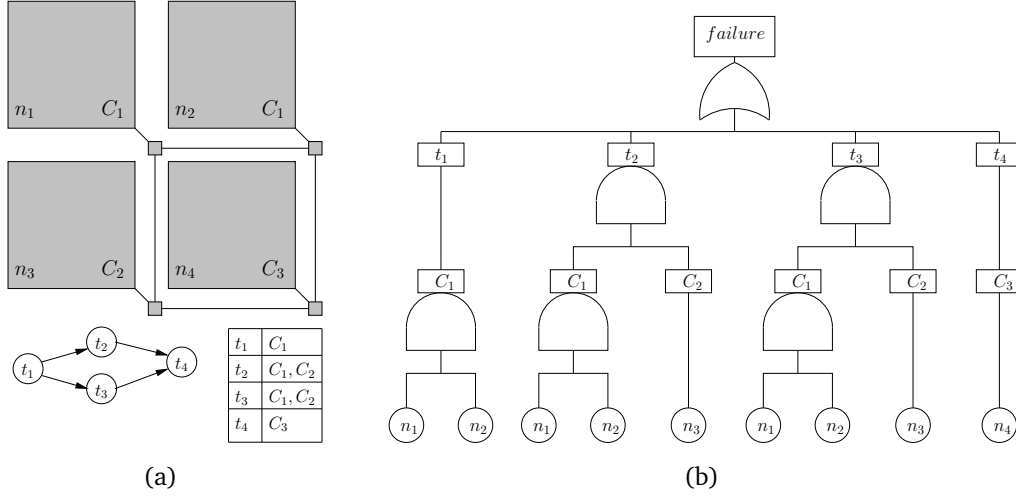 n1 C1
n2 C1
n3 C2
n4 C3
t1 t2 t3 t4
t1 C1
t2 C1, C2
t3 C1, C2
t4 C3
(a)
failure
t1 t2 t3 t4
C1 C1 C2 C1 C2 C3
n1 n2 n1 n2 n3 n1 n2 n3 n4
(b)